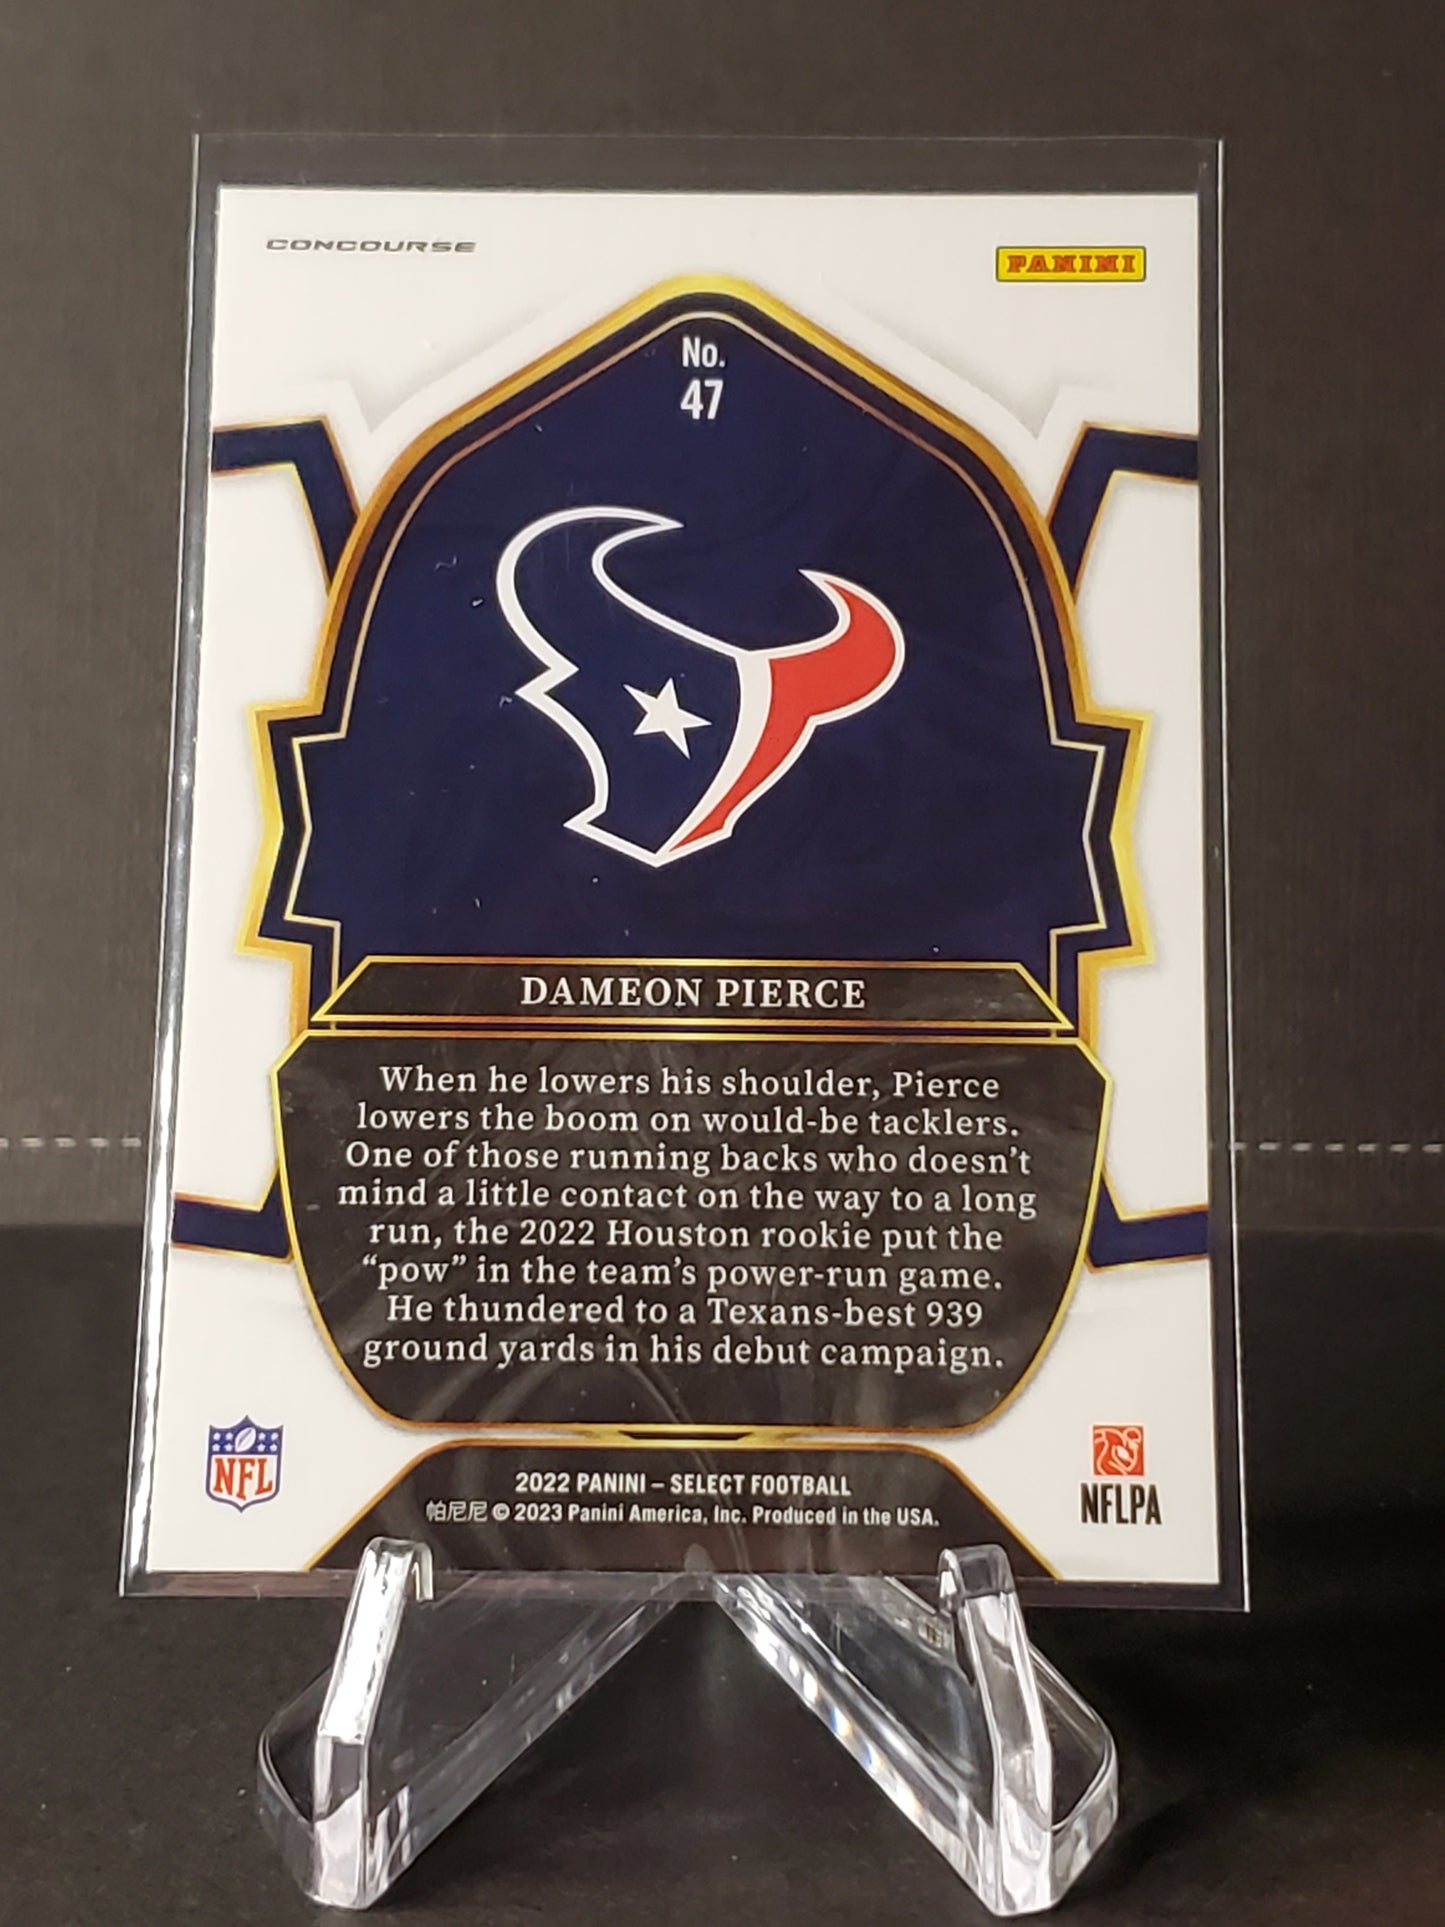 CONCOURSE
PANINI
No.
47
DAMEON PIERCE
When he lowers his shoulder, Pierce
lowers the boom on would-be tacklers.
One of those running backs who doesn't
mind a little contact on the way to a long
run, the 2022 Houston rookie put the
“pow” in the team's power-run game.
He thundered to a Texans-best 939
ground yards in his debut campaign.
NFL
NFLPA
2022 PANINI – SELECT FOOTBALL
帕尼尼 © 2023 Panini America, Inc. Produced in the USA.